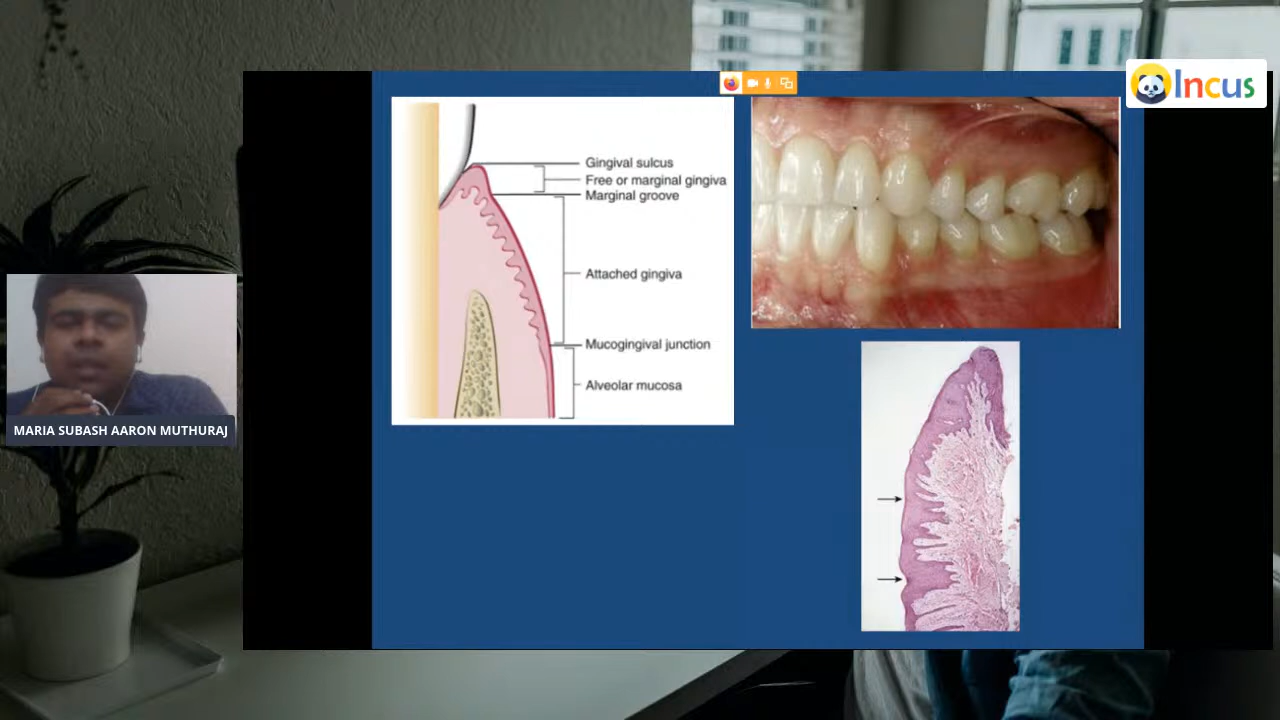 Incus
Gingival sulcus
Free or marginal gingiva
Marginal groove
Attached gingiva
Mucogingival junction
Alveolar mucosa
MARIA SUBASH AARON MUTHURAJ